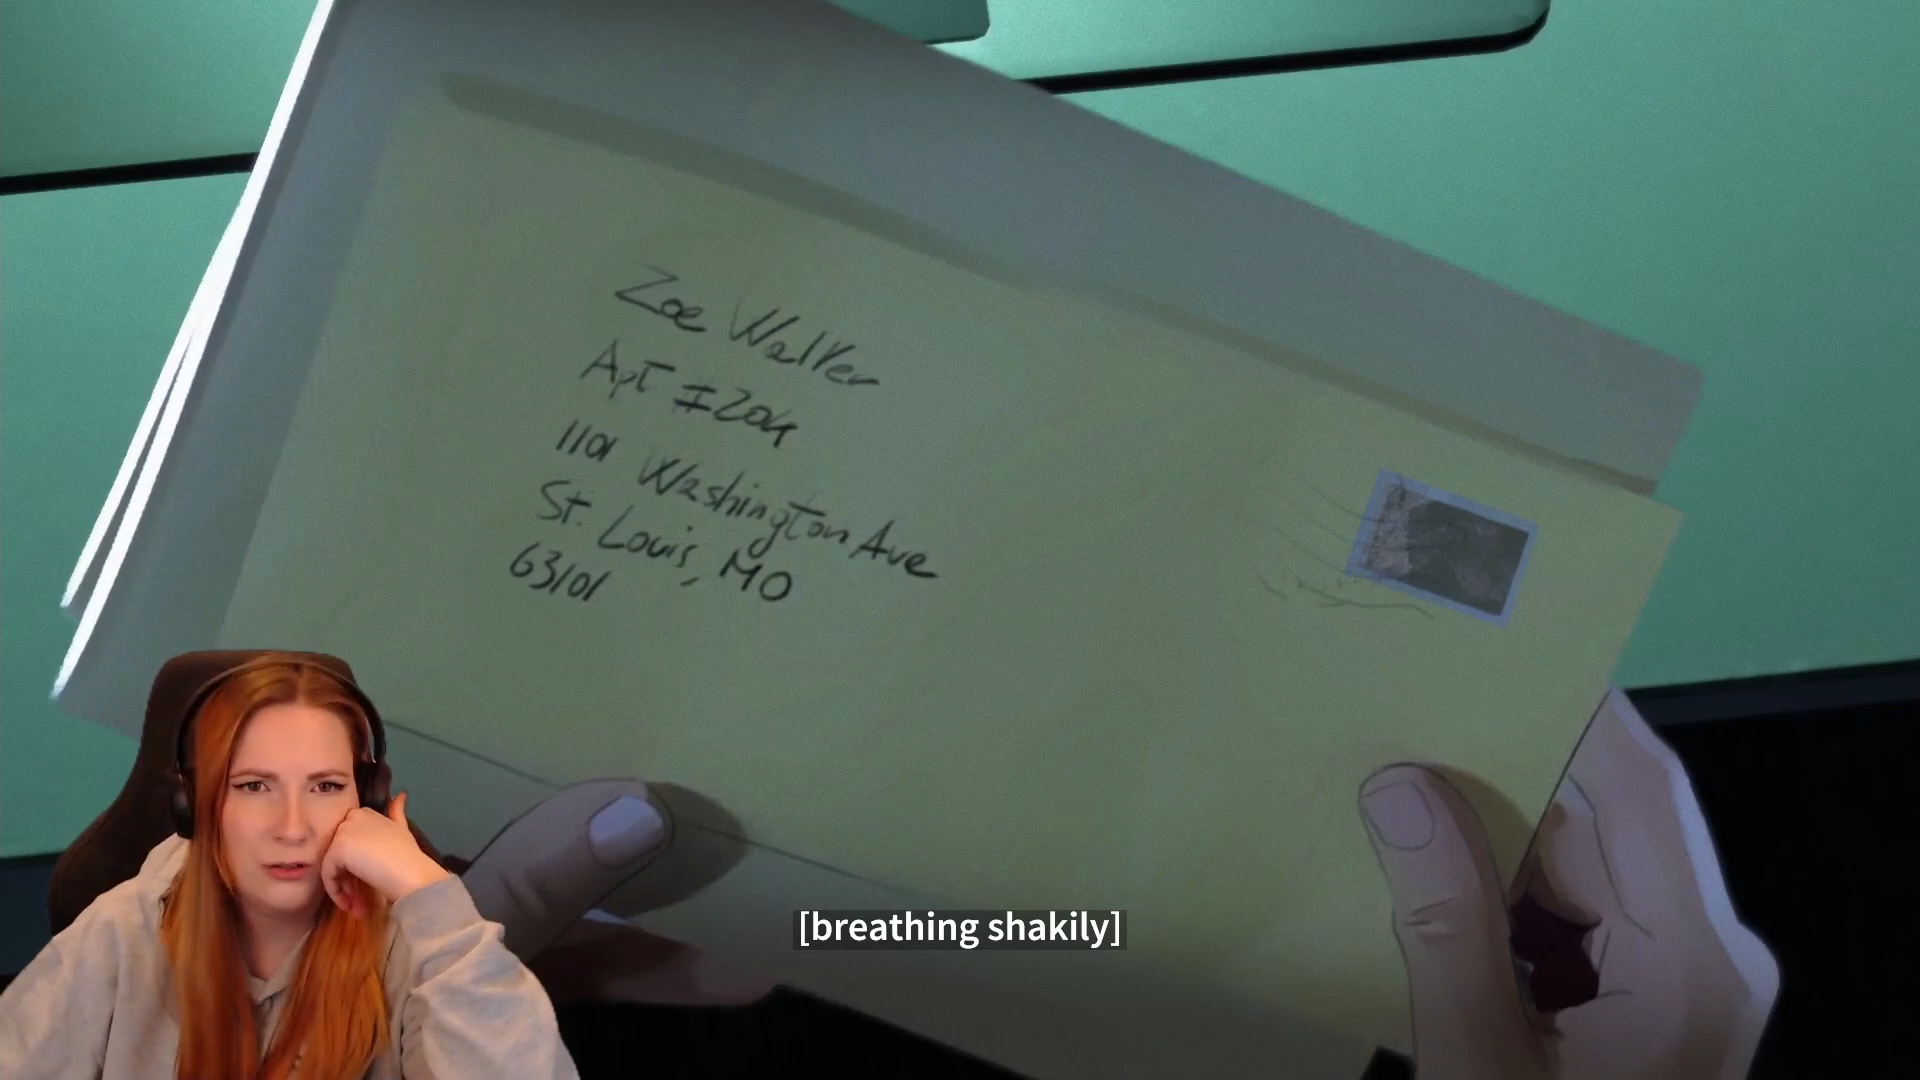 Zoe Walker
Apt #204
1101 Washington Ave
St. Louis, MO
63101
[breathing shakily]